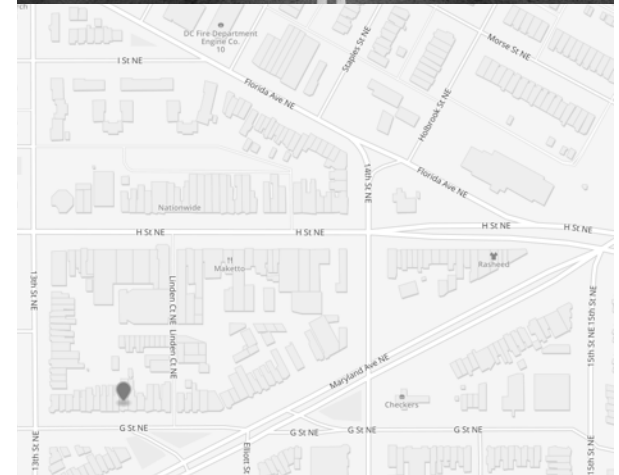 DC Fire Department
Engine Co.
10
I St NE
Staples St NE
Morse St NE
Florida Ave NE
Holbrook St NE
14th St NE
Florida Ave NE
Nationwide
H St NE
H St NE
H St NE
H St NE
Maketto
Rasheed
13th St NE
Linden Ct NE
Linden Ct NE
15th St NE
15th St NE
Maryland Ave NE
Checkers
G St NE
G St NE
G St NE
G St NE
13th St NE
Elliott St
15th St NE